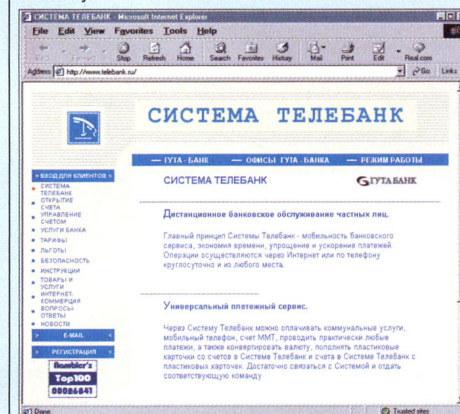 СИСТЕМА ТЕЛЕБАНК - Microsoft Internet Explorer
File Edit View Favorites Tools Help
Back Forward Stop Refresh Home Search Favorites History Mail Print Edit Real.com
Address http://www.telebank.ru/ Go Links
СИСТЕМА ТЕЛЕБАНК
ГУТА - БАНК ОФИСЫ ГУТА - БАНКА РЕЖИМ РАБОТЫ
ВХОД ДЛЯ КЛИЕНТОВ
СИСТЕМА
ТЕЛЕБАНК
ОТКРЫТИЕ
СЧЕТА
УПРАВЛЕНИЕ
СЧЕТОМ
УСЛУГИ БАНКА
ТАРИФЫ
ЛЬГОТЫ
БЕЗОПАСНОСТЬ
ИНСТРУКЦИИ
ТОВАРЫ И
УСЛУГИ
ИНТЕРНЕТ-
КОММЕРЦИЯ
ВОПРОСЫ-
ОТВЕТЫ
НОВОСТИ
E-MAIL
РЕГИСТРАЦИЯ
Rambler's
Top100
00026841
СИСТЕМА ТЕЛЕБАНК
ГУТА БАНК
Дистанционное банковское обслуживание частных лиц.
Главный принцип Системы Телебанк - мобильность банковского
сервиса, экономия времени, упрощение и ускорение платежей.
Операции осуществляются через Интернет или по телефону
круглосуточно и из любого места.
Универсальный платежный сервис.
Через Систему Телебанк можно оплачивать коммунальные услуги,
мобильный телефон, счет ММТ, проводить практически любые
платежи, а также конвертировать валюту, пополнять пластиковые
карточки со счетов в Системе Телебанк и счета в Системе Телебанк с
пластиковых карточек. Достаточно связаться с Системой и отдать
соответствующую команду
Done Trusted sites